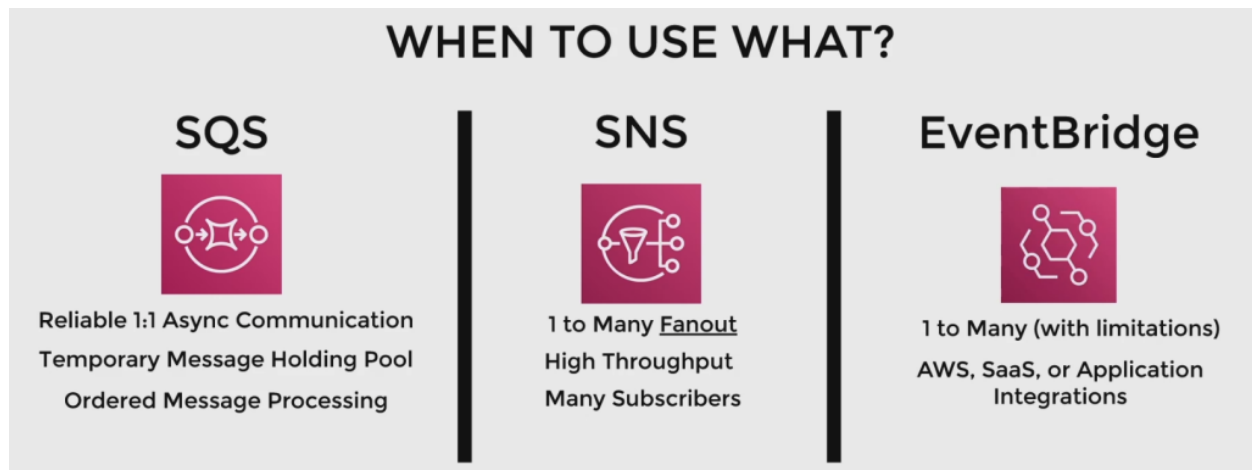 WHEN TO USE WHAT?
SQS
Reliable 1:1 Async Communication
Temporary Message Holding Pool
Ordered Message Processing
SNS
1 to Many Fanout
High Throughput
Many Subscribers
EventBridge
1 to Many (with limitations)
AWS, SaaS, or Application
Integrations